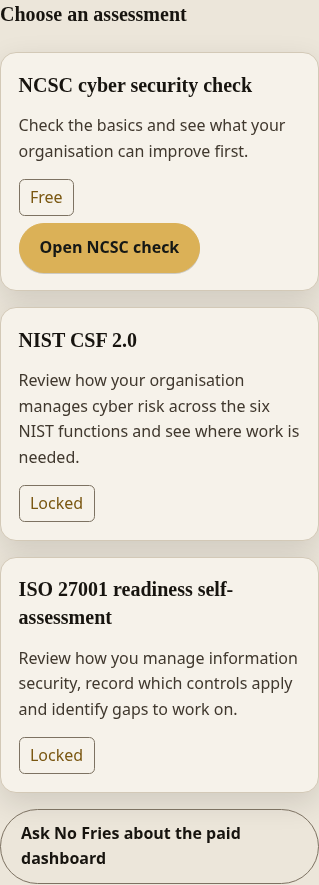 Choose an assessment
NCSC cyber security check
Check the basics and see what your
organisation can improve first.
Free
Open NCSC check
NIST CSF 2.0
Review how your organisation
manages cyber risk across the six
NIST functions and see where work is
needed.
Locked
ISO 27001 readiness self-
assessment
Review how you manage information
security, record which controls apply
and identify gaps to work on.
Locked
Ask No Fries about the paid
dashboard